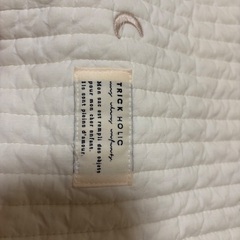 TRICK HOLIC
Mon sac est rempli des objets
pour mon cher enfant.
ils sont pleins d'amour.